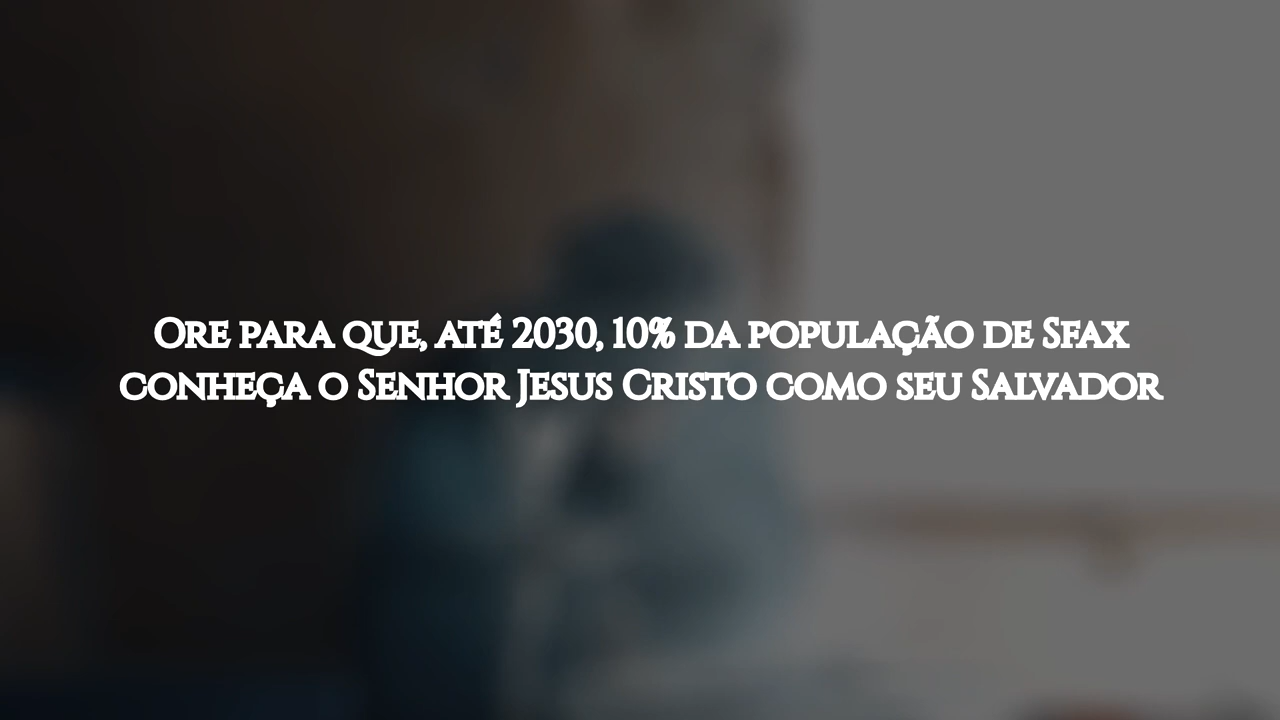 Ore para que, até 2030, 10% da população de Sfax
conheça o Senhor Jesus Cristo como seu Salvador